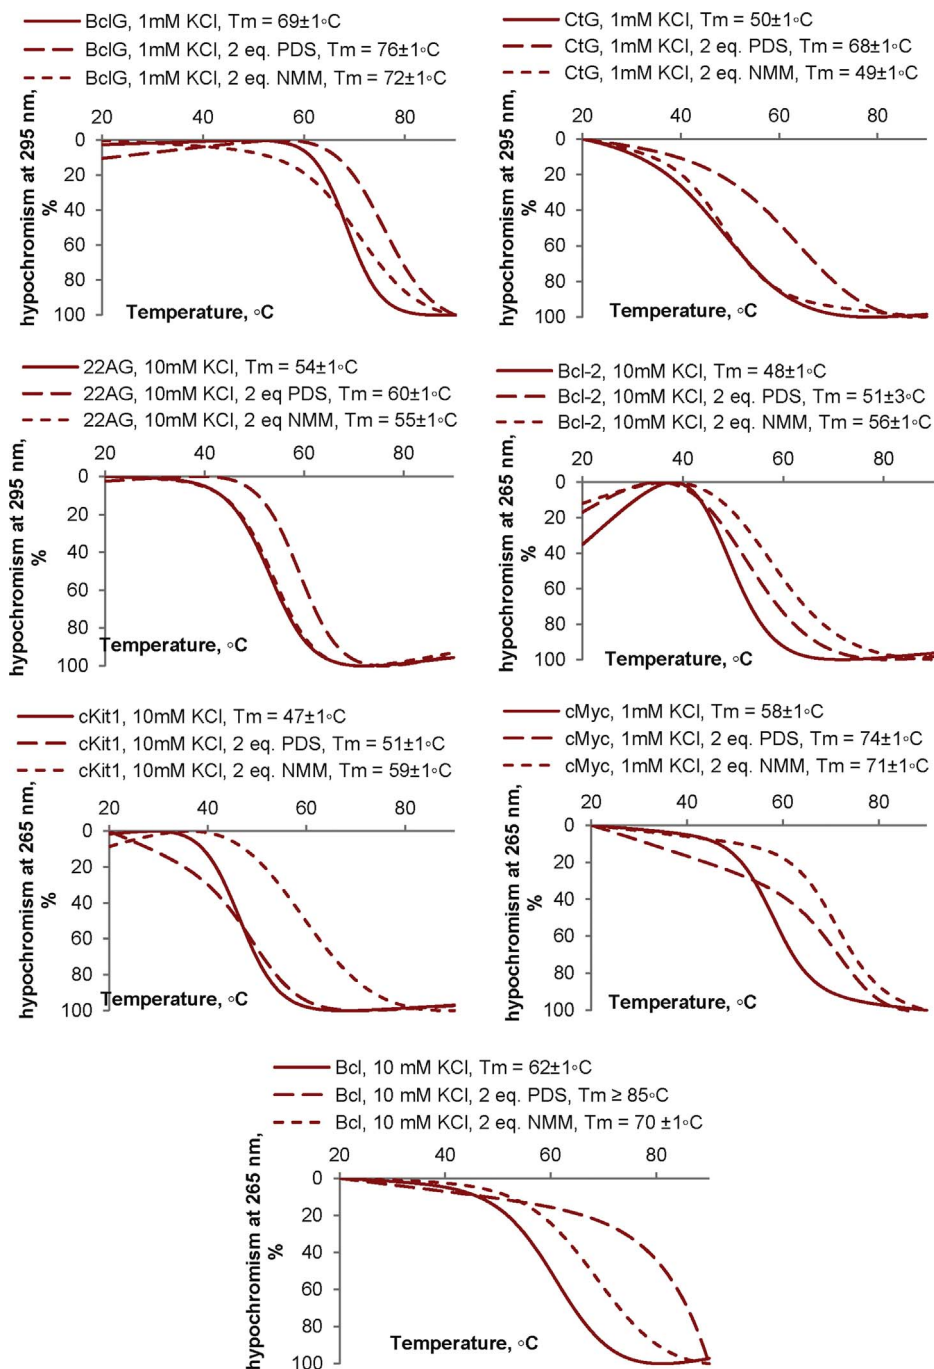 BclG, 1mM KCl, Tm = 69±1◦C
BclG, 1mM KCl, 2 eq. PDS, Tm = 76±1◦C
BclG, 1mM KCl, 2 eq. NMM, Tm = 72±1◦C
20 40 60 80
0
20
40
60
80
100
hypochromism at 295 nm,
%
Temperature, ◦C
CtG, 1mM KCl, Tm = 50±1◦C
CtG, 1mM KCl, 2 eq. PDS, Tm = 68±1◦C
CtG, 1mM KCl, 2 eq. NMM, Tm = 49±1◦C
20 40 60 80
0
20
40
60
80
100
hypochromism at 295 nm,
%
Temperature, ◦C
22AG, 10mM KCl, Tm = 54±1◦C
22AG, 10mM KCl, 2 eq PDS, Tm = 60±1◦C
22AG, 10mM KCl, 2 eq NMM, Tm = 55±1◦C
20 40 60 80
0
20
40
60
80
100
hypochromism at 295 nm,
%
Temperature, ◦C
Bcl-2, 10mM KCl, Tm = 48±1◦C
Bcl-2, 10mM KCl, 2 eq. PDS, Tm = 51±3◦C
Bcl-2, 10mM KCl, 2 eq. NMM, Tm = 56±1◦C
20 40 60 80
0
20
40
60
80
100
hypochromism at 265 nm,
%
Temperature, ◦C
cKit1, 10mM KCl, Tm = 47±1◦C
cKit1, 10mM KCl, 2 eq. PDS, Tm = 51±1◦C
cKit1, 10mM KCl, 2 eq. NMM, Tm = 59±1◦C
20 40 60 80
0
20
40
60
80
100
hypochromism at 265 nm,
%
Temperature, ◦C
cMyc, 1mM KCl, Tm = 58±1◦C
cMyc, 1mM KCl, 2 eq. PDS, Tm = 74±1◦C
cMyc, 1mM KCl, 2 eq. NMM, Tm = 71±1◦C
20 40 60 80
0
20
40
60
80
100
hypochromism at 265 nm,
%
Temperature, ◦C
Bcl, 10 mM KCl, Tm = 62±1◦C
Bcl, 10 mM KCl, 2 eq. PDS, Tm ≥ 85◦C
Bcl, 10 mM KCl, 2 eq. NMM, Tm = 70 ±1◦C
20 40 60 80
0
20
40
60
80
100
hypochromism at 265 nm,
%
Temperature, ◦C